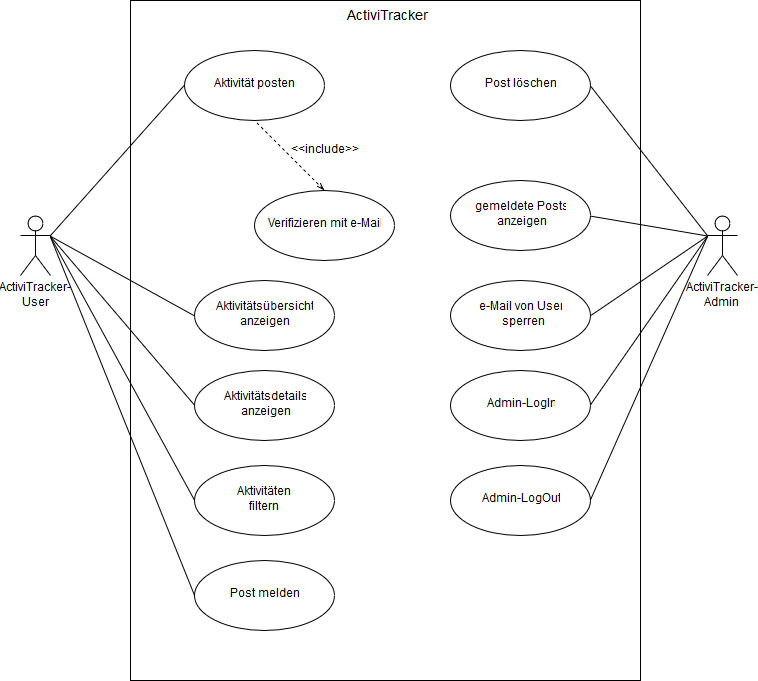 ActiviTracker
Aktivität posten
<<include>>
Verifizieren mit e-Mail
ActiviTracker-
User
Aktivitätsübersicht
anzeigen
Aktivitätsdetails
anzeigen
Aktivitäten
filtern
Post melden
Post löschen
gemeldete Posts
anzeigen
e-Mail von User
sperren
Admin-LogIn
Admin-LogOut
ActiviTracker-
Admin